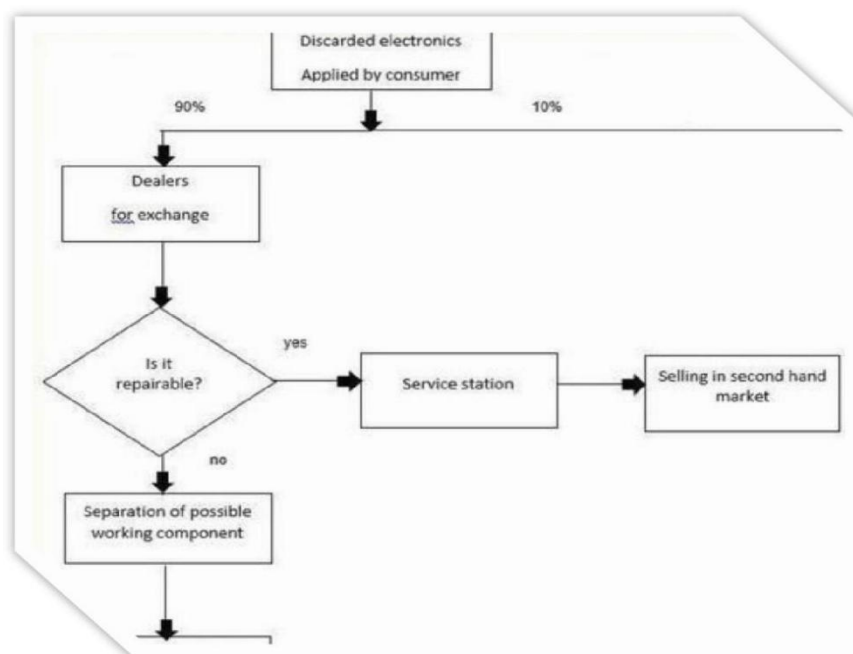 Discarded electronics
Applied by consumer
90%
10%
Dealers
for exchange
Is it
repairable?
yes
Service station
Selling in second hand
market
no
Separation of possible
working component